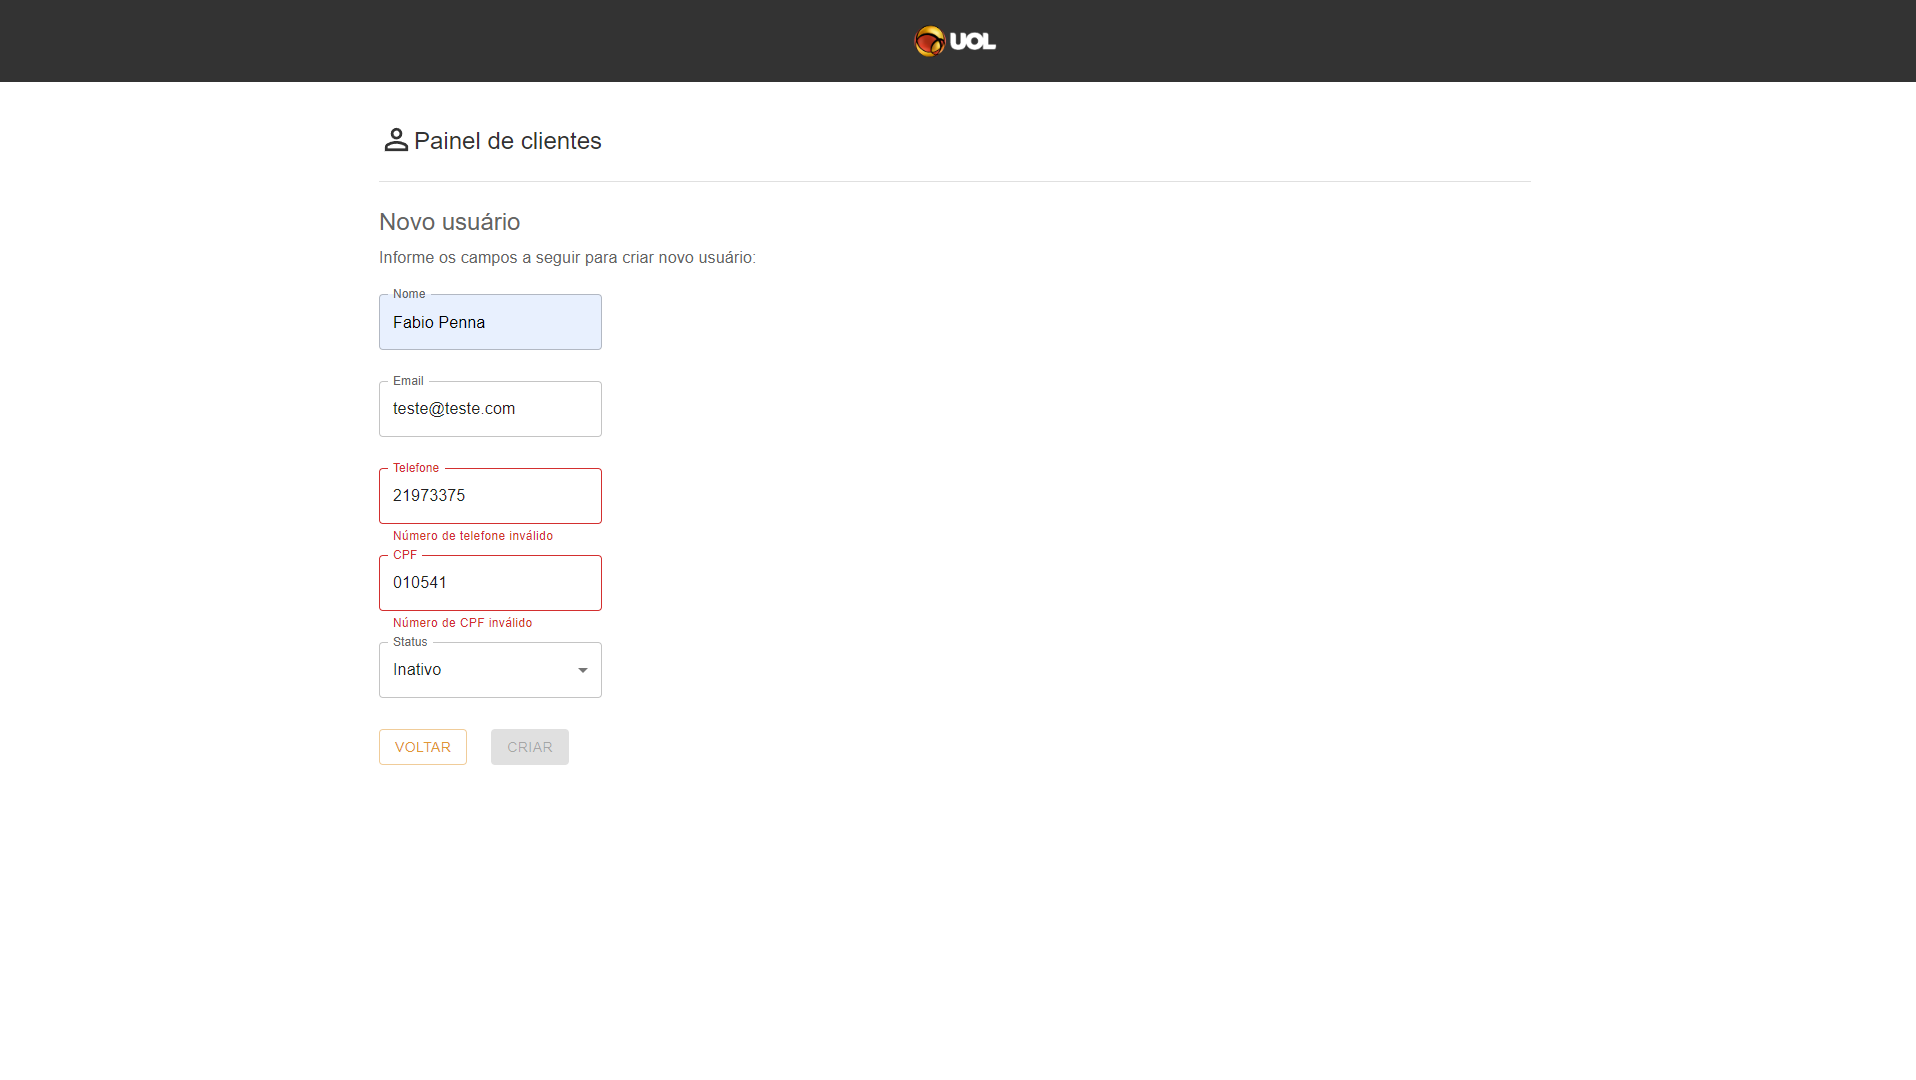 UOL
Painel de clientes
Novo usuário
Informe os campos a seguir para criar novo usuário:
Nome
Fabio Penna
Email
teste@teste.com
Telefone
21973375
Número de telefone inválido
CPF
010541
Número de CPF inválido
Status
Inativo
VOLTAR CRIAR